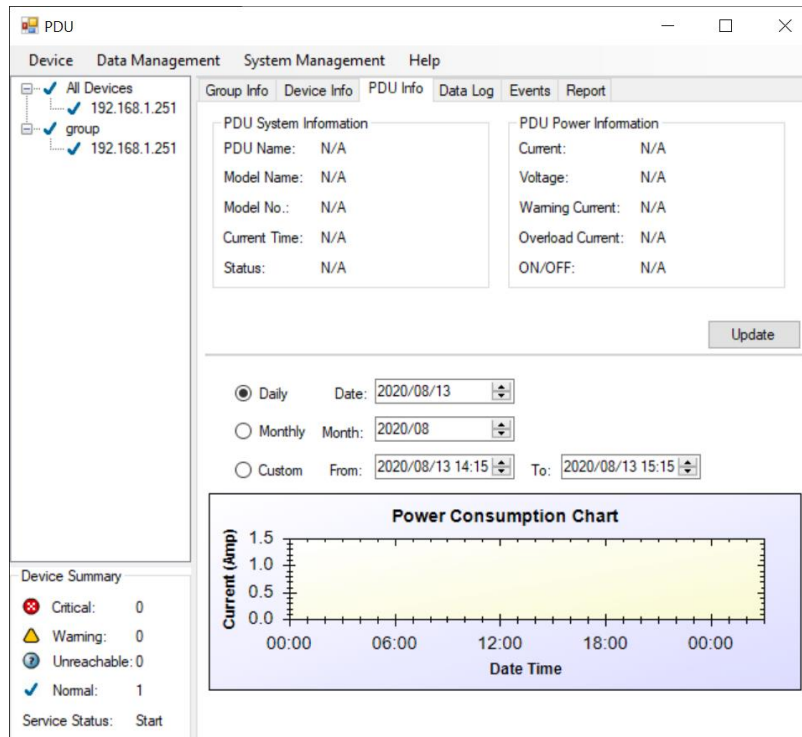 PDU
Device Data Management System Management Help
All Devices
192.168.1.251
group
192.168.1.251
Group Info Device Info PDU Info Data Log Events Report
PDU System Information
PDU Name: N/A
Model Name: N/A
Model No.: N/A
Current Time: N/A
Status: N/A
PDU Power Information
Current: N/A
Voltage: N/A
Warning Current: N/A
Overload Current: N/A
ON/OFF: N/A
Update
Daily Date: 2020/08/13
Monthly Month: 2020/08
Custom From: 2020/08/13 14:15 To: 2020/08/13 15:15
Power Consumption Chart
Current (Amp)
1.5
1.0
0.5
0.0
00:00 06:00 12:00 18:00 00:00
Date Time
Device Summary
Critical: 0
Warning: 0
Unreachable: 0
Normal: 1
Service Status: Start